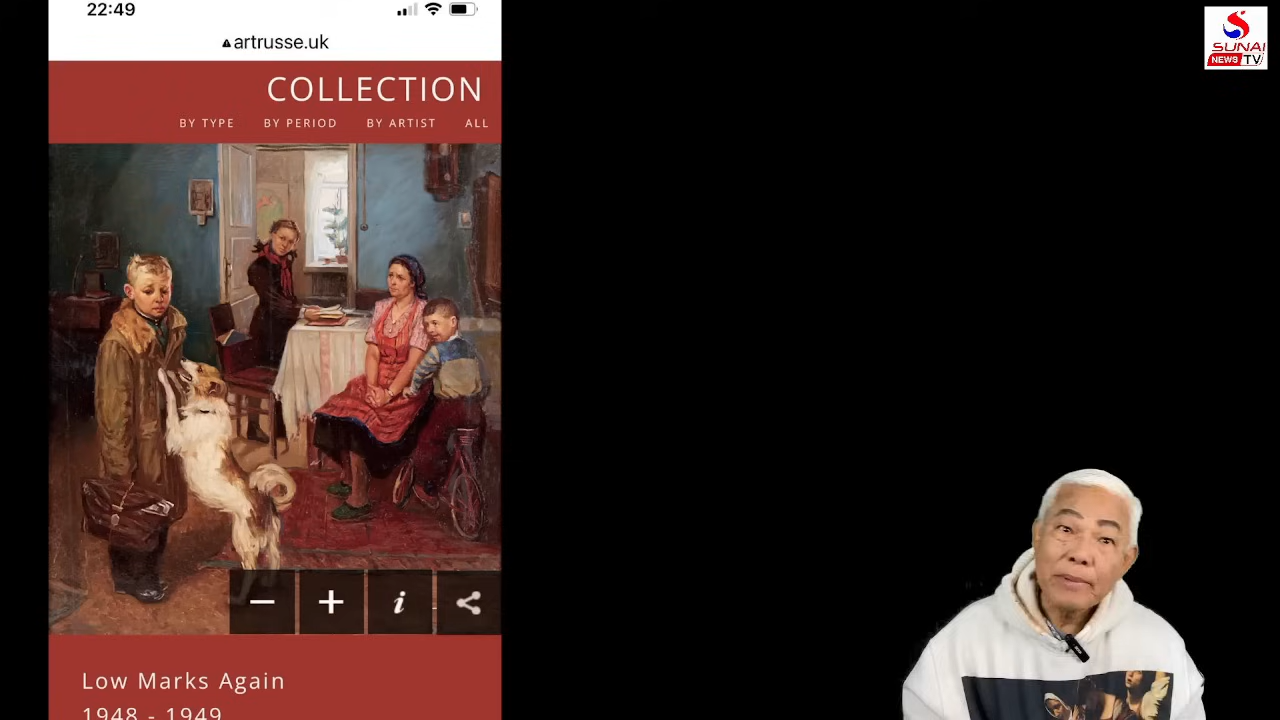 22:49
artrusse.uk
COLLECTION
BY TYPE BY PERIOD BY ARTIST ALL
Low Marks Again
1948 - 1949
SUNAI
NEWS TV